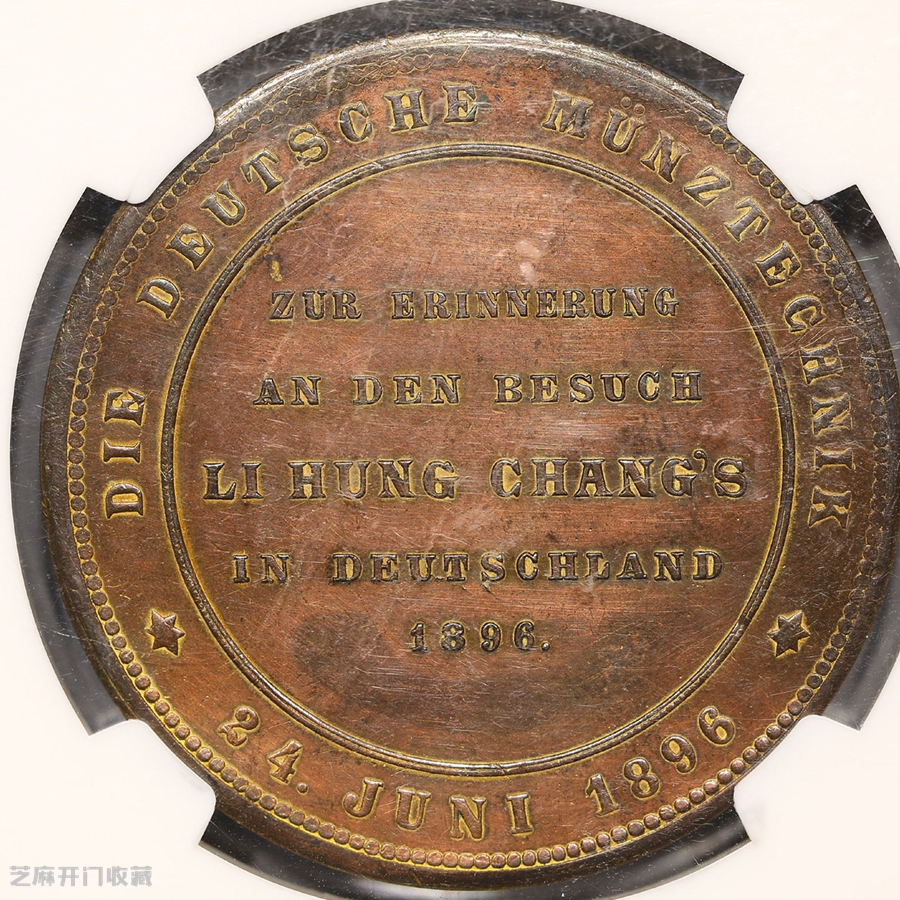 DIE DEUTSCHE MÜNZTECHNIK
ZUR ERINNERUNG
AN DEN BESUCH
LI HUNG CHANG'S
IN DEUTSCHLAND
1896.
24. JUNI 1896
芝麻开门收藏